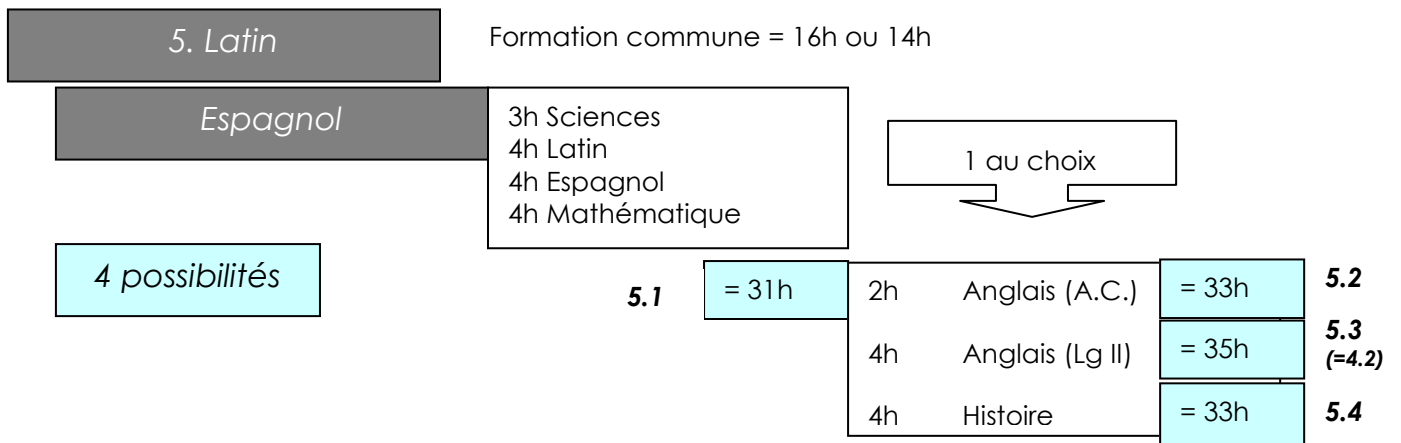 5. Latin
Formation commune = 16h ou 14h
Espagnol
3h Sciences
4h Latin
4h Espagnol
4h Mathématique
1 au choix
4 possibilités
5.1
= 31h
2h Anglais (A.C.)
= 33h
5.2
4h Anglais (Lg II)
= 35h
5.3
(=4.2)
4h Histoire
= 33h
5.4